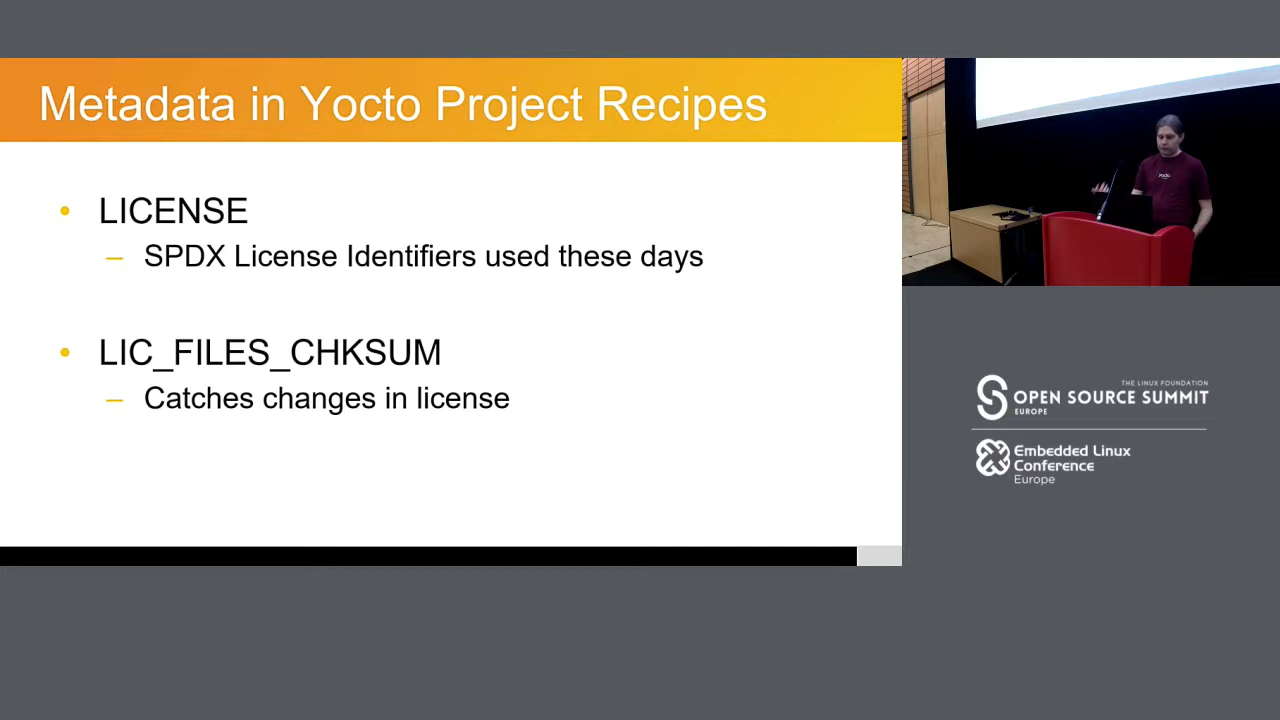 Metadata in Yocto Project Recipes
• LICENSE
– SPDX License Identifiers used these days
• LIC_FILES_CHKSUM
– Catches changes in license
THE LINUX FOUNDATION
OPEN SOURCE SUMMIT
EUROPE
Embedded Linux
Conference
Europe